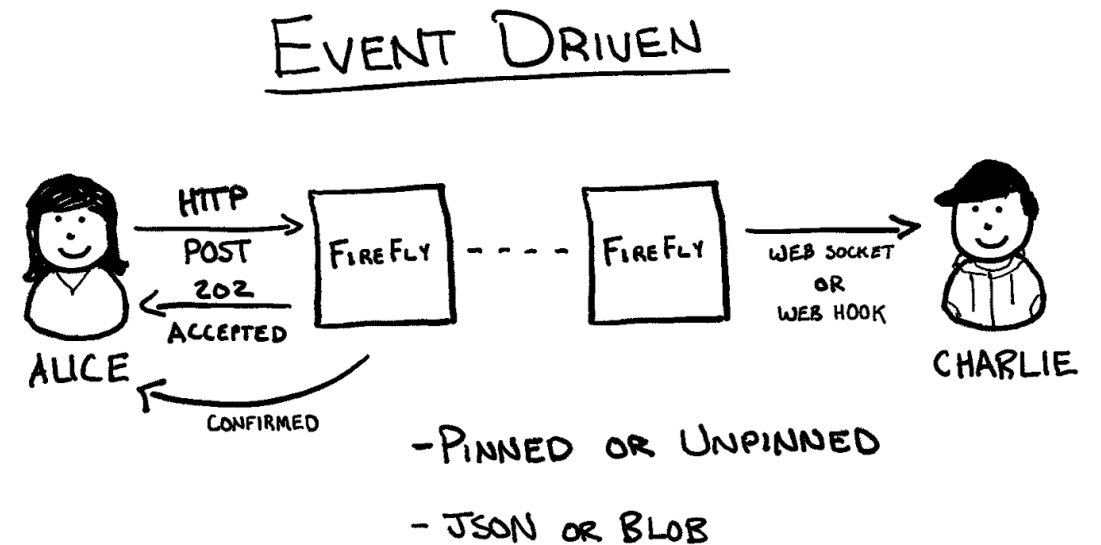 EVENT DRIVEN
HTTP
POST
202
ACCEPTED
CONFIRMED
ALICE
FIREFLY
FIREFLY
WEB SOCKET
OR
WEB HOOK
CHARLIE
-PINNED OR UNPINNED
- JSON OR BLOB